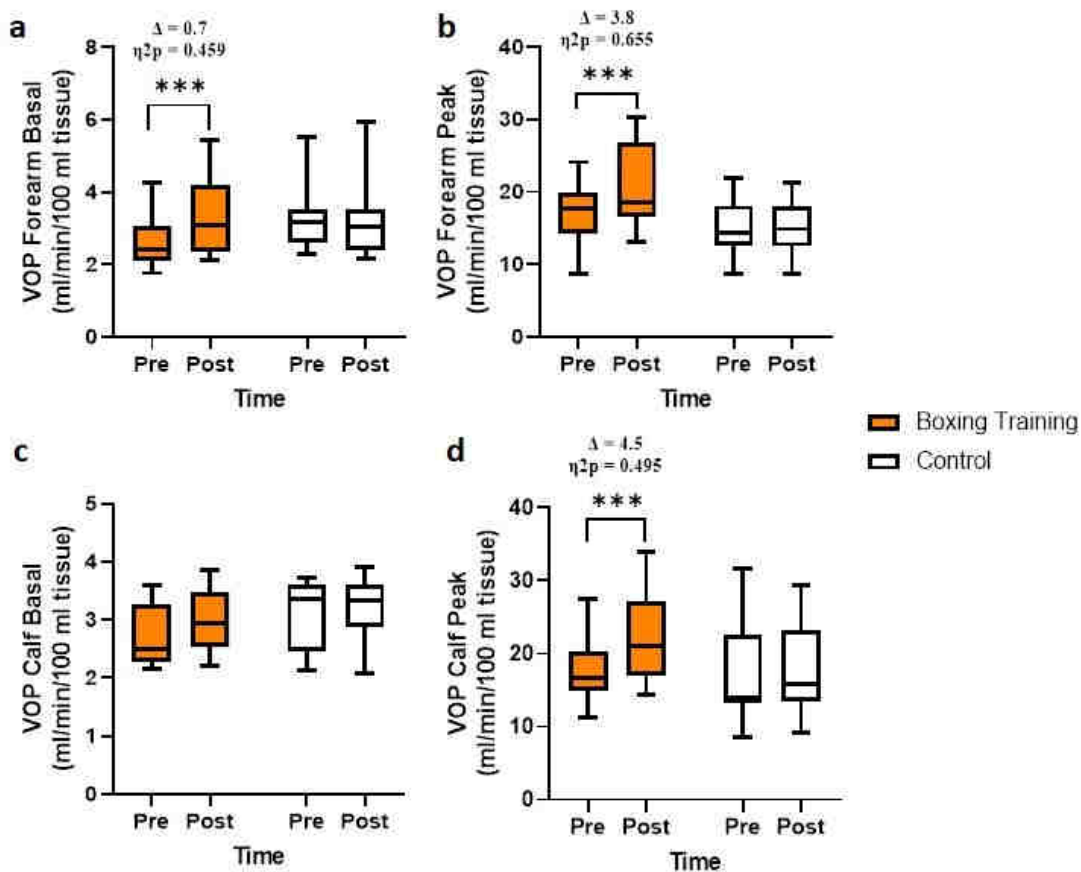 a
Δ = 0.7
η2p = 0.459
***
VOP Forearm Basal
(ml/min/100 ml tissue)
8
6
4
2
0
Pre Post Pre Post
Time
b
Δ = 3.8
η2p = 0.655
***
VOP Forearm Peak
(ml/min/100 ml tissue)
40
30
20
10
0
Pre Post Pre Post
Time
Boxing Training
Control
c
VOP Calf Basal
(ml/min/100 ml tissue)
5
4
3
2
1
0
Pre Post Pre Post
Time
d
Δ = 4.5
η2p = 0.495
***
VOP Calf Peak
(ml/min/100 ml tissue)
40
30
20
10
0
Pre Post Pre Post
Time